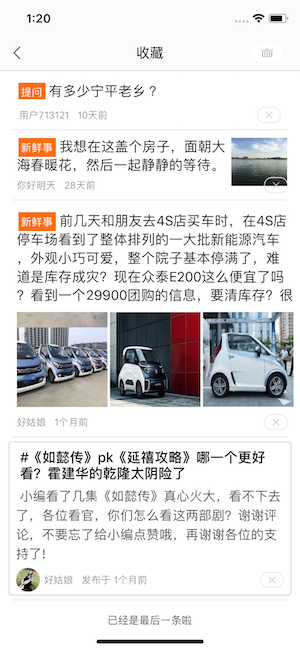 1:20
收藏
提问 有多少宁平老乡？
用户713121 10天前
新鲜事 我想在这盖个房子，面朝大
海春暖花，然后一起静静的等待。
你好明天 28天前
新鲜事 前几天和朋友去4S店买车时，在4S店
停车场看到了整体排列的一大批新能源汽车
，外观小巧可爱，整个院子基本停满了，难
道是库存成灾？现在众泰E200这么便宜了吗
？看到一个29900团购的信息，要清库存？很
好姑娘 1个月前
#《如懿传》pk《延禧攻略》哪一个更好
看？霍建华的乾隆太阴险了
小编看了几集《如懿传》真心火大，看不下去
了，各位看官，你们怎么看这两部剧？谢谢评
论，不要忘了给小编点赞哦，再谢谢各位的支
持了!
好姑娘 发布于 1个月前
已经是最后一条啦